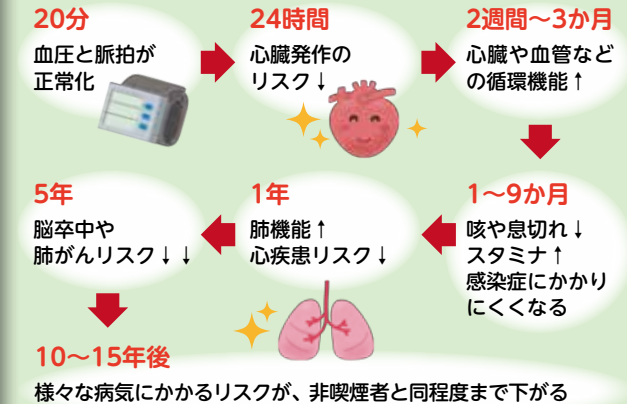 20分
血圧と脈拍が
正常化
24時間
心臓発作の
リスク↓
2週間〜3か月
心臓や血管など
の循環機能↑
1〜9か月
咳や息切れ↓
スタミナ↑
感染症にかかり
にくくなる
1年
肺機能↑
心疾患リスク↓
5年
脳卒中や
肺がんリスク↓↓
10〜15年後
様々な病気にかかるリスクが、非喫煙者と同程度まで下がる